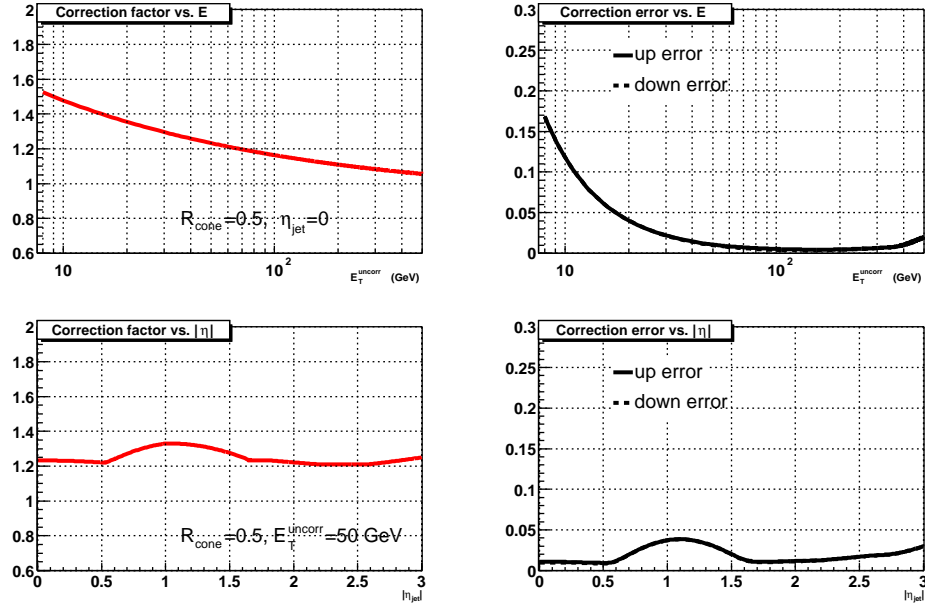 Correction factor vs. E
2
1.8
1.6
1.4
1.2
1
0.8
0.6
R_cone=0.5, η_jet=0
10
10^2
E_T^uncorr (GeV)
Correction error vs. E
0.3
0.25
0.2
0.15
0.1
0.05
0
up error
down error
10
10^2
E_T^uncorr (GeV)
Correction factor vs. |η|
2
1.8
1.6
1.4
1.2
1
0.8
0.6
R_cone=0.5, E_T^uncorr=50 GeV
0 0.5 1 1.5 2 2.5 3
|η_jet|
Correction error vs. |η|
0.3
0.25
0.2
0.15
0.1
0.05
0
up error
down error
0 0.5 1 1.5 2 2.5 3
|η_jet|